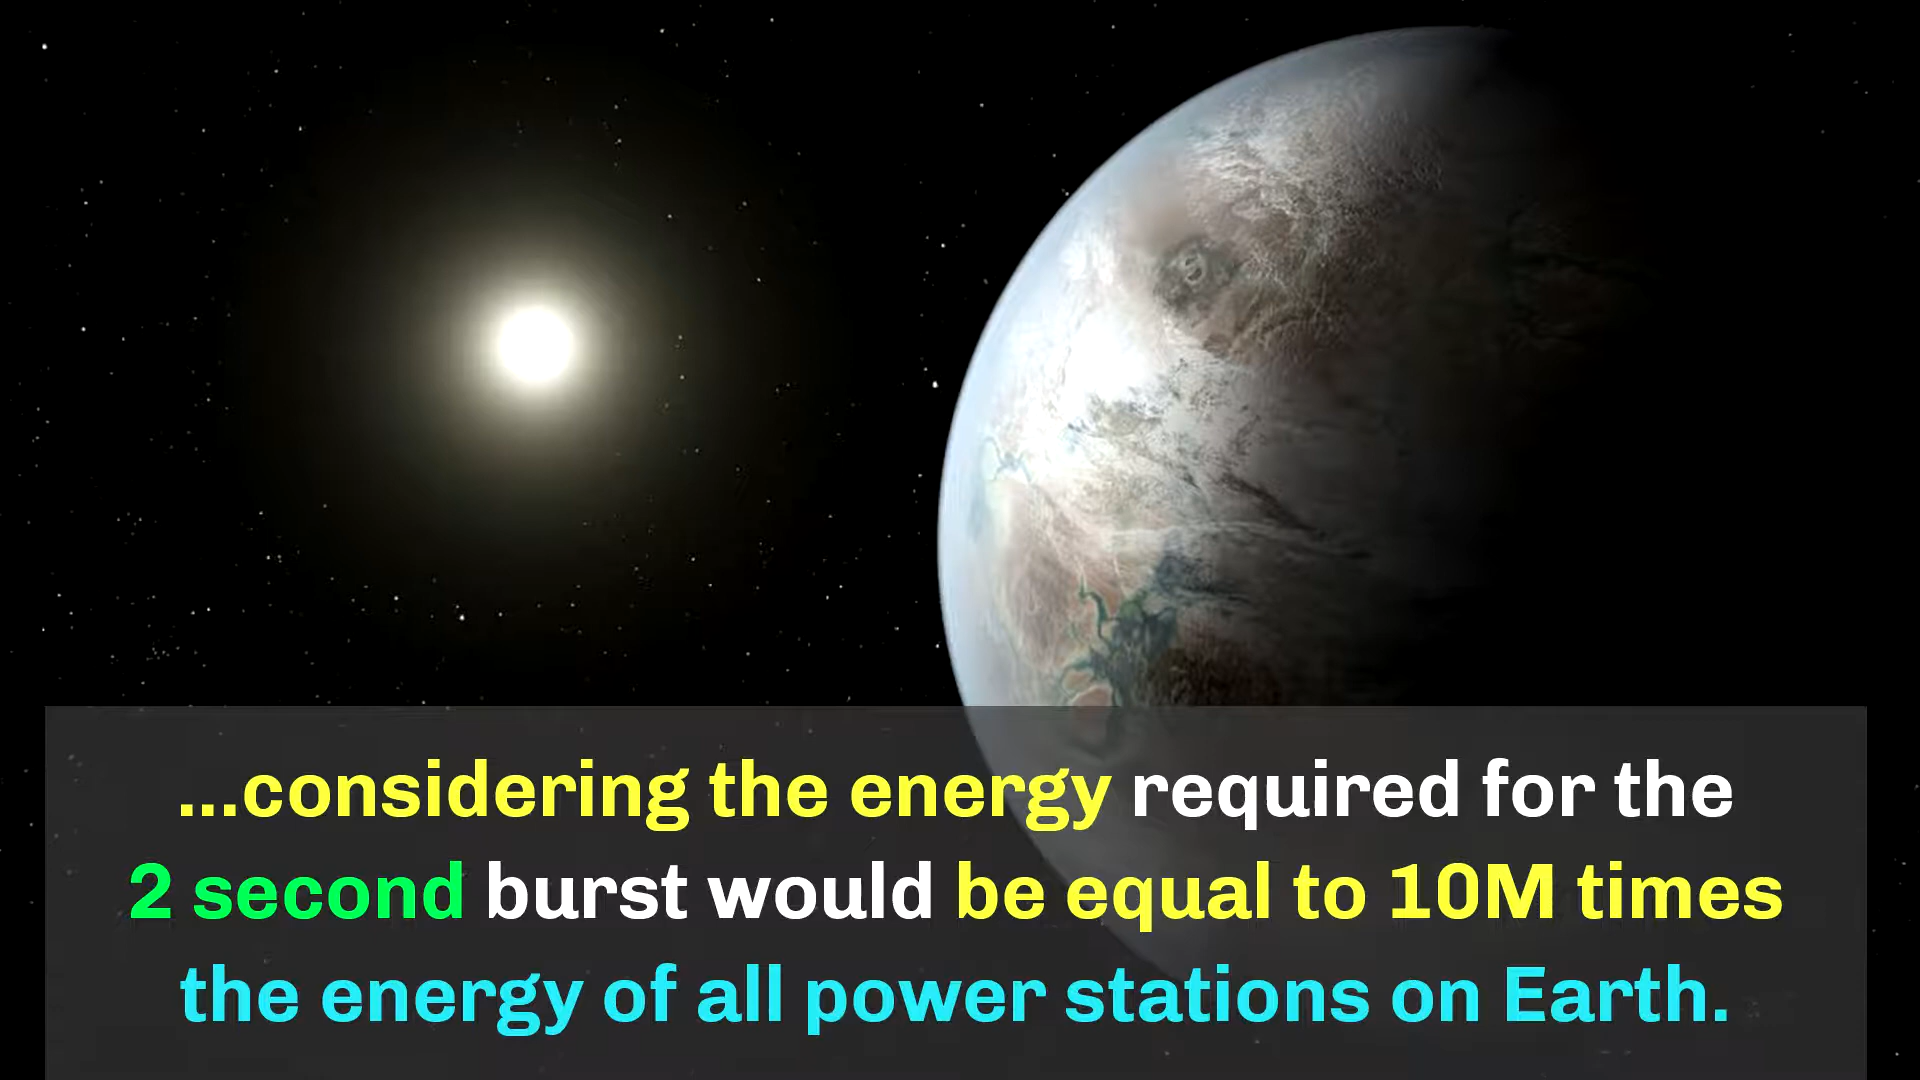 ...considering the energy required for the
2 second burst would be equal to 10M times
the energy of all power stations on Earth.